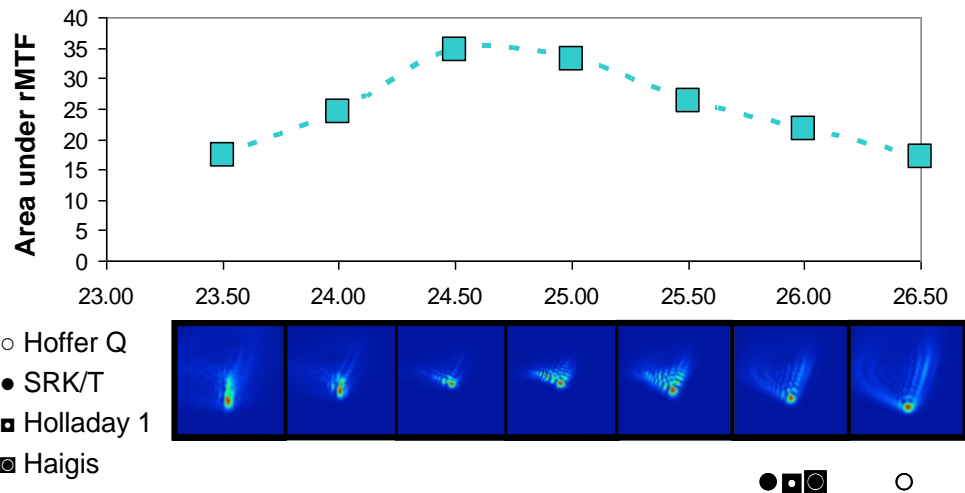 Area under rMTF
40
35
30
25
20
15
10
5
0
23.00 23.50 24.00 24.50 25.00 25.50 26.00 26.50
○ Hoffer Q
● SRK/T
◘ Holladay 1
◙ Haigis